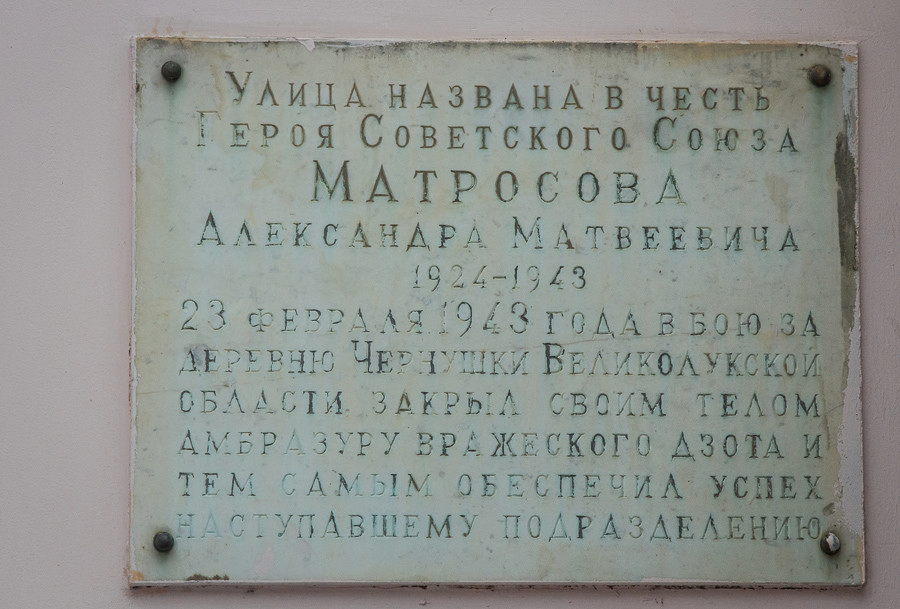 Улица названа в честь
Героя Советского Союза
Матросова
Александра Матвеевича
1924-1943
23 февраля 1943 года в бою за
деревню Чернушки Великолукской
области закрыл своим телом
амбразуру вражеского дзота и
тем самым обеспечил успех
наступавшему подразделению